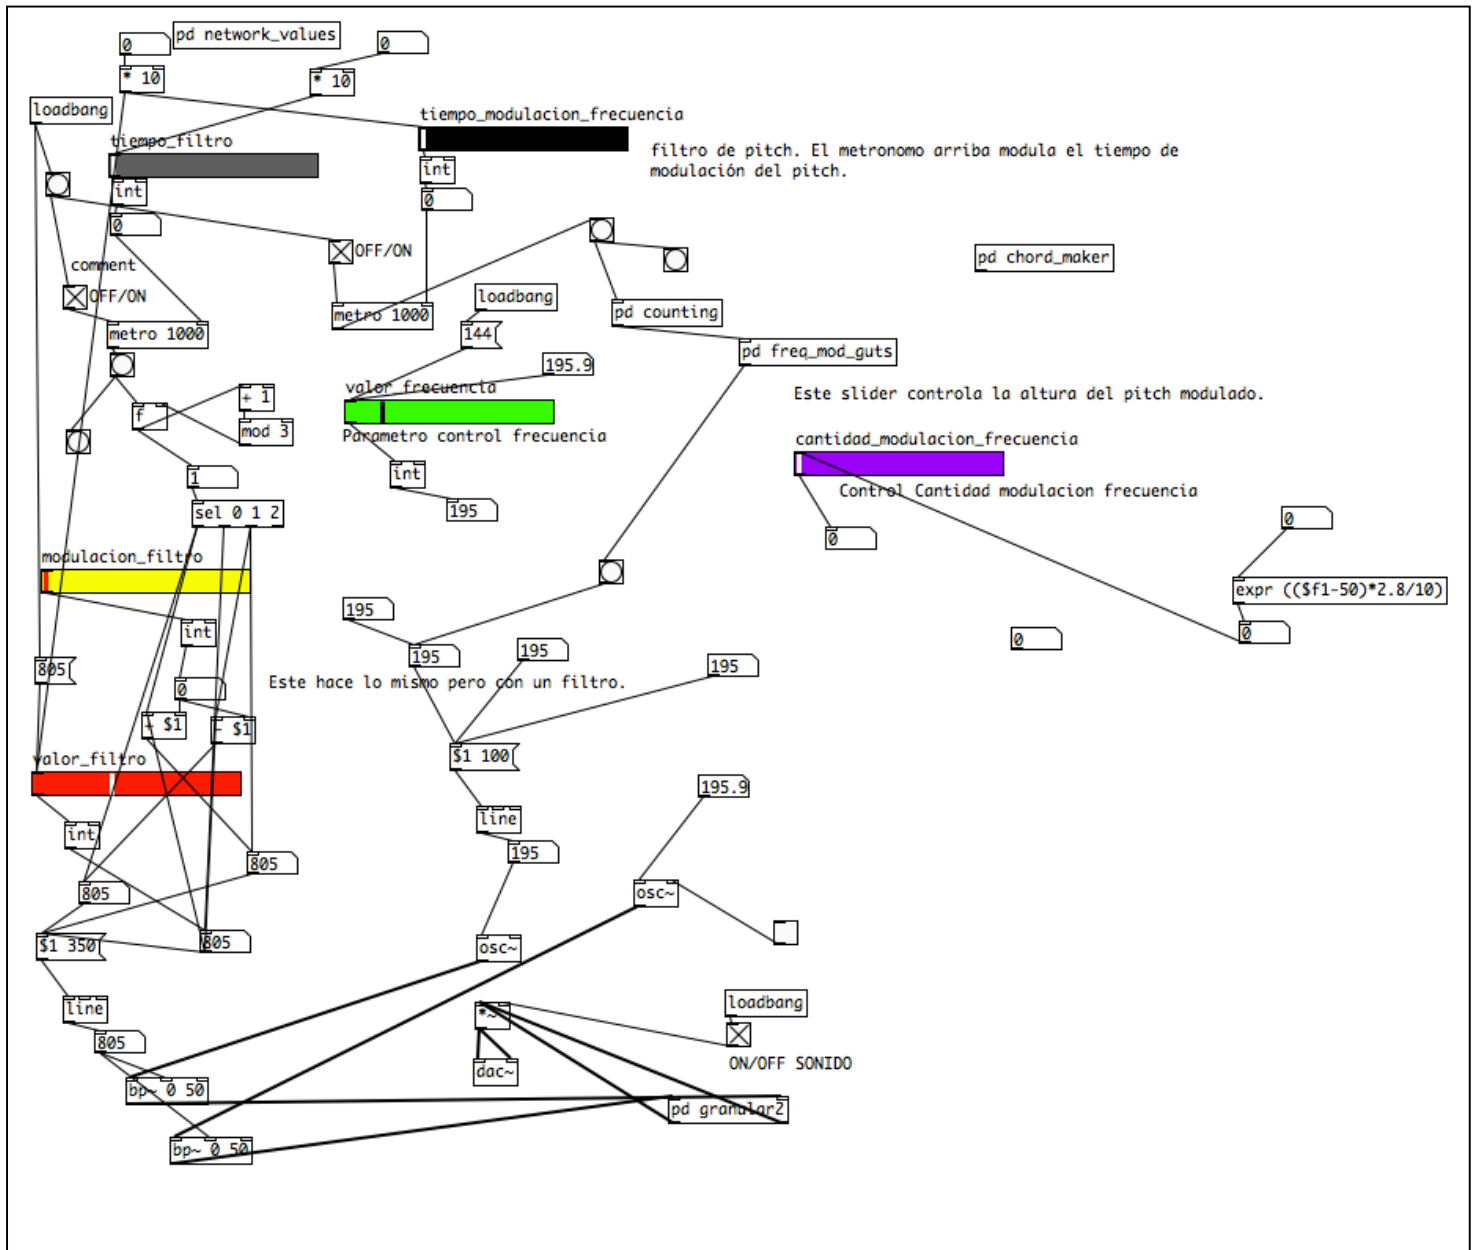 pd network_values
0
0
* 10
* 10
loadbang
tiempo_modulacion_frecuencia
tiempo_filtro
filtro de pitch. El metronomo arriba modula el tiempo de
modulación del pitch.
int
int
0
0
OFF/ON
pd chord_maker
comment
OFF/ON
loadbang
metro 1000
pd counting
metro 1000
144
pd freq_mod_guts
195.9
valor_frecuencia
+ 1
Este slider controla la altura del pitch modulado.
f
mod 3
Parametro control frecuencia
cantidad_modulacion_frecuencia
int
1
Control Cantidad modulacion frecuencia
195
sel 0 1 2
0
0
modulacion_filtro
expr (($f1-50)*2.8/10)
195
int
0
0
195
195
195
805
Este hace lo mismo pero con un filtro.
0
+ $1
- $1
$1 100
valor_filtro
195.9
line
int
195
805
805
osc~
$1 350
805
osc~
line
loadbang
*~
805
ON/OFF SONIDO
dac~
bp~ 0 50
pd granular2
bp~ 0 50